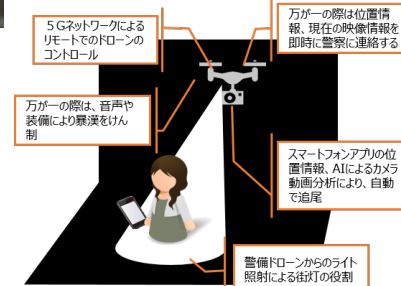 ５Gネットワークによる
リモートでのドローンの
コントロール
万が一の際は位置情
報、現在の映像情報を
即時に警察に連絡する
万が一の際は、音声や
装備により暴漢をけん
制
スマートフォンアプリの位
置情報、AIによるカメラ
動画分析により、自動
で追尾
警備ドローンからのライト
照射による街灯の役割